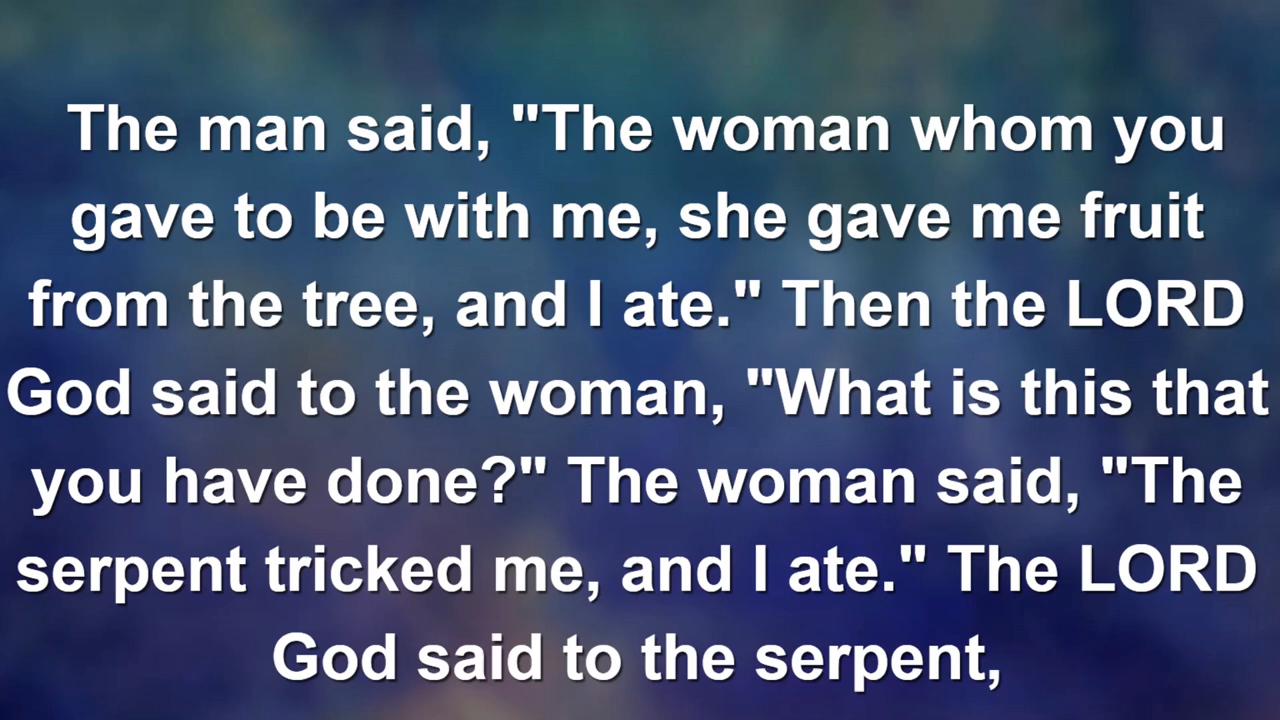 The man said, "The woman whom you
gave to be with me, she gave me fruit
from the tree, and I ate." Then the LORD
God said to the woman, "What is this that
you have done?" The woman said, "The
serpent tricked me, and I ate." The LORD
God said to the serpent,